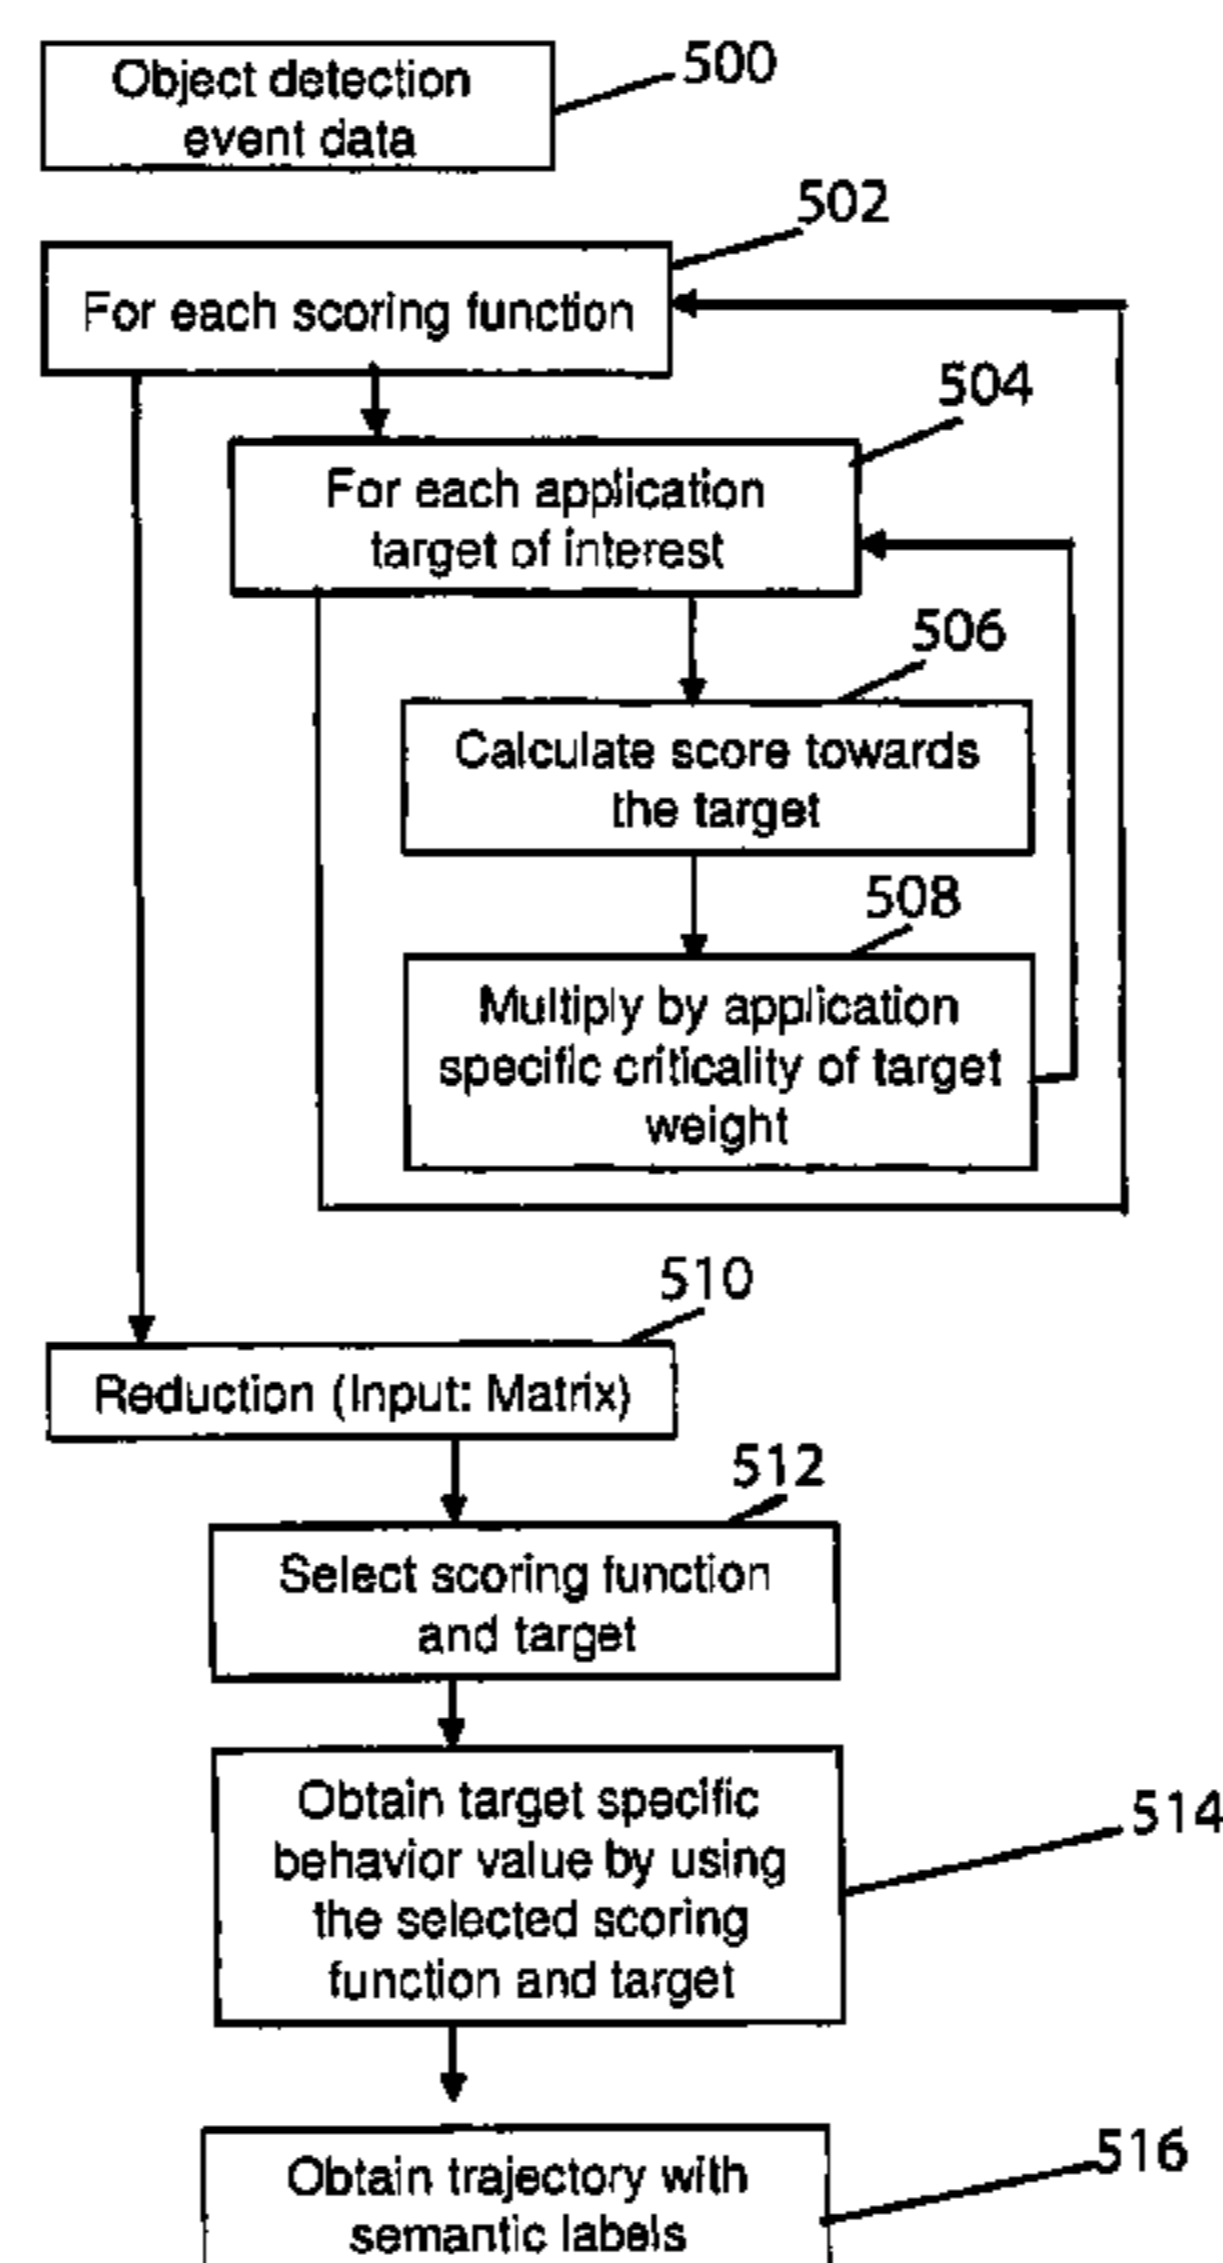 Object detection
event data
500
502
For each scoring function
504
For each application
target of interest
506
Calculate score towards
the target
508
Multiply by application
specific criticality of target
weight
510
Reduction (Input: Matrix)
512
Select scoring function
and target
Obtain target specific
behavior value by using
the selected scoring
function and target
514
Obtain trajectory with
semantic labels
516